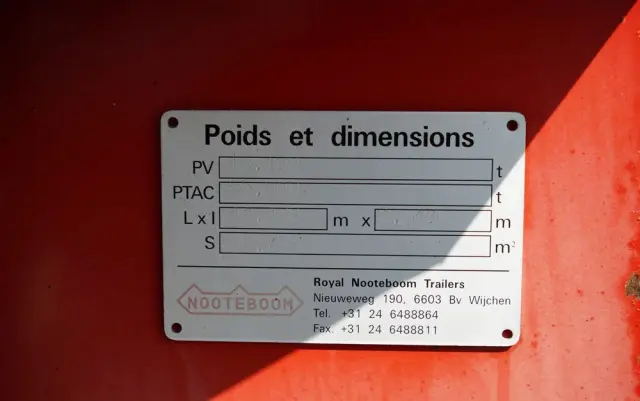 Poids et dimensions
PV t
PTAC t
L x l m x m
S m²
NOOTEBOOM
Royal Nooteboom Trailers
Nieuweweg 190, 6603 Bv Wijchen
Tel. +31 24 6488864
Fax. +31 24 6488811